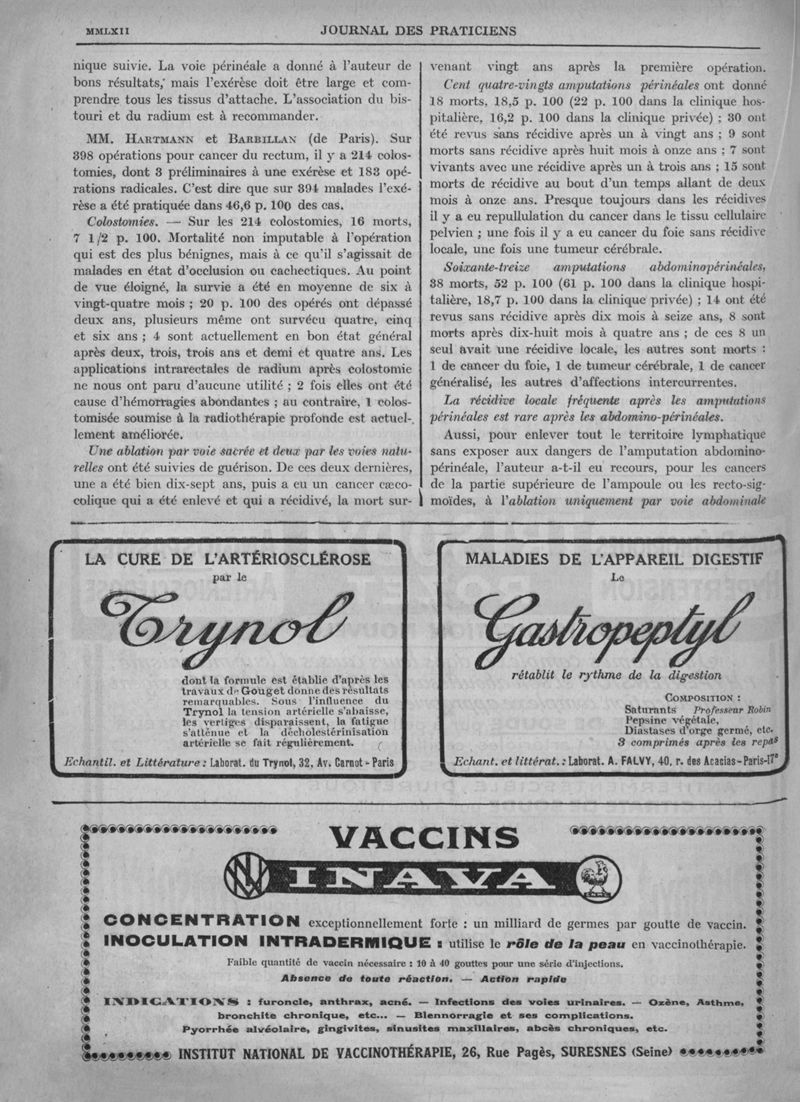 MMLXII
JOURNAL DES PRATICIENS
nique suivie. La voie périnéale a donné à l'auteur de
bons résultats, mais l'exérèse doit être large et com-
prendre tous les tissus d'attache. L'association du bis-
touri et du radium est à recommander.
MM. HARTMANN et BARBILLAN (de Paris). Sur
398 opérations pour cancer du rectum, il y a 214 colos-
tomies, dont 3 préliminaires à une exérèse et 183 opé-
rations radicales. C'est dire que sur 394 malades l'exé-
rèse a été pratiquée dans 46,6 p. 100 des cas.
Colostomies. — Sur les 214 colostomies, 16 morts,
7 1/2 p. 100. Mortalité non imputable à l'opération
qui est des plus bénignes, mais à ce qu'il s'agissait de
malades en état d'occlusion ou cachectiques. Au point
de vue éloigné, la survie a été en moyenne de six à
vingt-quatre mois ; 20 p. 100 des opérés ont dépassé
deux ans, plusieurs même ont survécu quatre, cinq
et six ans ; 4 sont actuellement en bon état général
après deux, trois, trois ans et demi et quatre ans. Les
applications intrarectales de radium après colostomie
ne nous ont paru d'aucune utilité ; 2 fois elles ont été
cause d'hémorragies abondantes ; au contraire, 1 colos-
tomisée soumise à la radiothérapie profonde est actuel-
lement améliorée.
Une ablation par voie sacrée et deux par les voies natu-
relles ont été suivies de guérison. De ces deux dernières,
une a été bien dix-sept ans, puis a eu un cancer cæco-
colique qui a été enlevé et qui a récidivé, la mort sur-
venant vingt ans après la première opération.
Cent quatre-vingts amputations périnéales ont donné
18 morts, 18,5 p. 100 (22 p. 100 dans la clinique hos-
pitalière, 16,2 p. 100 dans la clinique privée) ; 30 ont
été revus sans récidive après un à vingt ans ; 9 sont
morts sans récidive après huit mois à onze ans ; 7 sont
vivants avec une récidive après un à trois ans ; 15 sont
morts de récidive au bout d'un temps allant de deux
mois à onze ans. Presque toujours dans les récidives
il y a eu repullulation du cancer dans le tissu cellulaire
pelvien ; une fois il y a eu cancer du foie sans récidive
locale, une fois une tumeur cérébrale.
Soixante-treize amputations abdominopérinéales,
38 morts, 52 p. 100 (61 p. 100 dans la clinique hospi-
talière, 18,7 p. 100 dans la clinique privée) ; 14 ont été
revus sans récidive après dix mois à seize ans, 8 sont
morts après dix-huit mois à quatre ans ; de ces 8 un
seul avait une récidive locale, les autres sont morts :
1 de cancer du foie, 1 de tumeur cérébrale, 1 de cancer
généralisé, les autres d'affections intercurrentes.
La récidive locale fréquente après les amputations
périnéales est rare après les abdomino-périnéales.
Aussi, pour enlever tout le territoire lymphatique
sans exposer aux dangers de l'amputation abdomino-
périnéale, l'auteur a-t-il eu recours, pour les cancers
de la partie supérieure de l'ampoule ou les recto-sig-
moïdes, à l'ablation uniquement par voie abdominale
LA CURE DE L'ARTÉRIOSCLÉROSE
par le
Trynol
dont la formule est établie d'après les
travaux de Gouget donne des résultats
remarquables. Sous l'influence du
Trynol la tension artérielle s'abaisse,
les vertiges disparaissent, la fatigue
s'atténue et la décholestérinisation
artérielle se fait régulièrement.
Echantil. et Littérature : Laborat. du Trynol, 32, Av. Carnot - Paris
MALADIES DE L'APPAREIL DIGESTIF
Le
Gastropeptyl
rétablit le rythme de la digestion
COMPOSITION :
Saturants Professeur Robin
Pepsine végétale,
Diastases d'orge germé, etc.
3 comprimés après les repas
Echant. et littérat. : Laborat. A. FALVY, 40, r. des Acacias-Paris-17e
VACCINS
INAVA
CONCENTRATION exceptionnellement forte : un milliard de germes par goutte de vaccin.
INOCULATION INTRADERMIQUE : utilise le rôle de la peau en vaccinothérapie.
Faible quantité de vaccin nécessaire : 10 à 40 gouttes pour une série d'injections.
Absence de toute réaction. — Action rapide
INDICATIONS : furoncle, anthrax, acné. — Infections des voies urinaires. — Ozène, Asthme,
bronchite chronique, etc... — Blennorragie et ses complications.
Pyorrhée alvéolaire, gingivites, sinusites maxillaires, abcès chroniques, etc.
INSTITUT NATIONAL DE VACCINOTHÉRAPIE, 26, Rue Pagès, SURESNES (Seine)